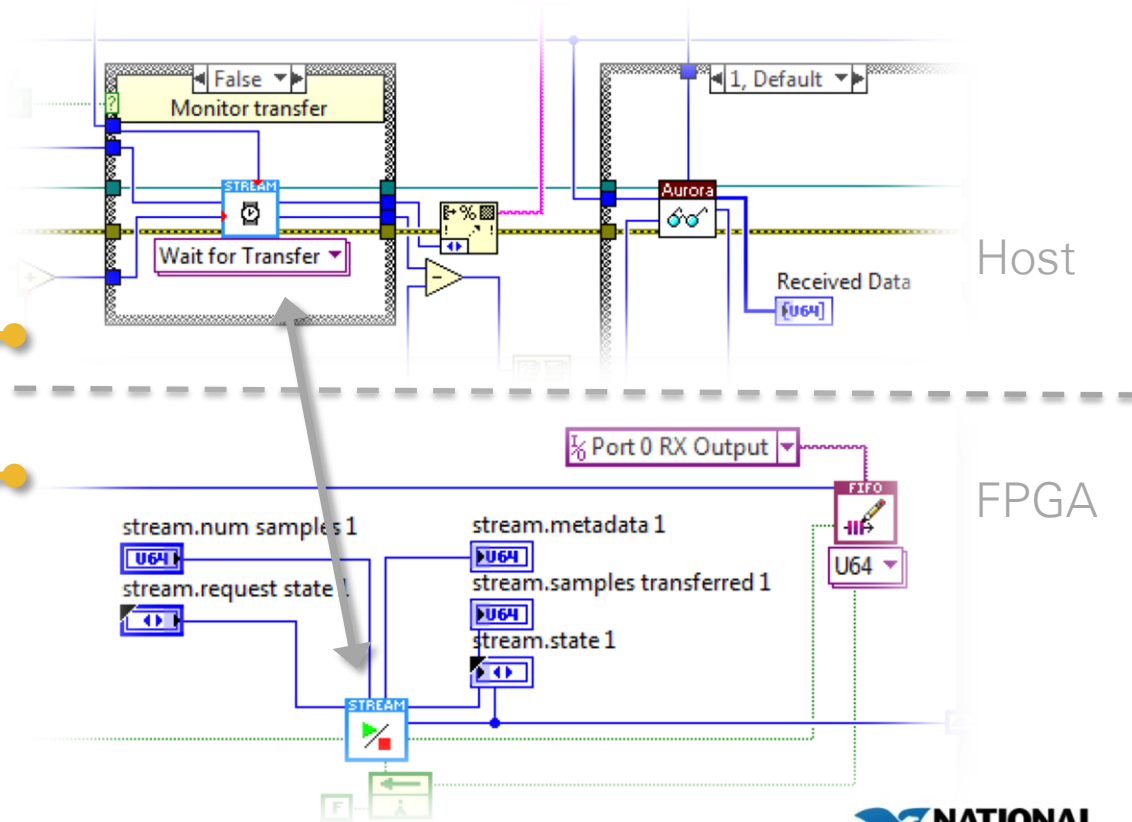 False
Monitor transfer
?
STREAM
Wait for Transfer
1, Default
Aurora
Received Data
[U64]
Host
Port 0 RX Output
FIFO
U64
FPGA
stream.num samples 1
U64
stream.request state 1
stream.metadata 1
U64
stream.samples transferred 1
U64
stream.state 1
STREAM
F
NATIONAL